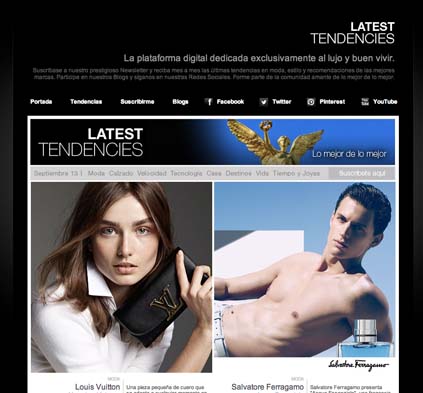 LATEST
TENDENCIES
La plataforma digital dedicada exclusivamente al lujo y buen vivir.
Suscríbase a nuestro prestigioso Newsletter y reciba mes a mes las últimas tendencias en moda, estilo y recomendaciones de las mejores
marcas. Participe en nuestros Blogs y síganos en nuestras Redes Sociales. Forme parte de la comunidad amante de lo mejor de lo mejor.
Portada Tendencias Suscribirme Blogs Facebook Twitter Pinterest YouTube
LATEST
TENDENCIES
Lo mejor de lo mejor
Septiembre 13 | Moda Calzado Velocidad Tecnología Casa Destinos Vida Tiempo y Joyas Suscríbete aquí
LV
Salvatore Ferragamo
MODA MODA
Louis Vuitton Una pieza pequeña de cuero que Salvatore Ferragamo Salvatore Ferragamo presenta